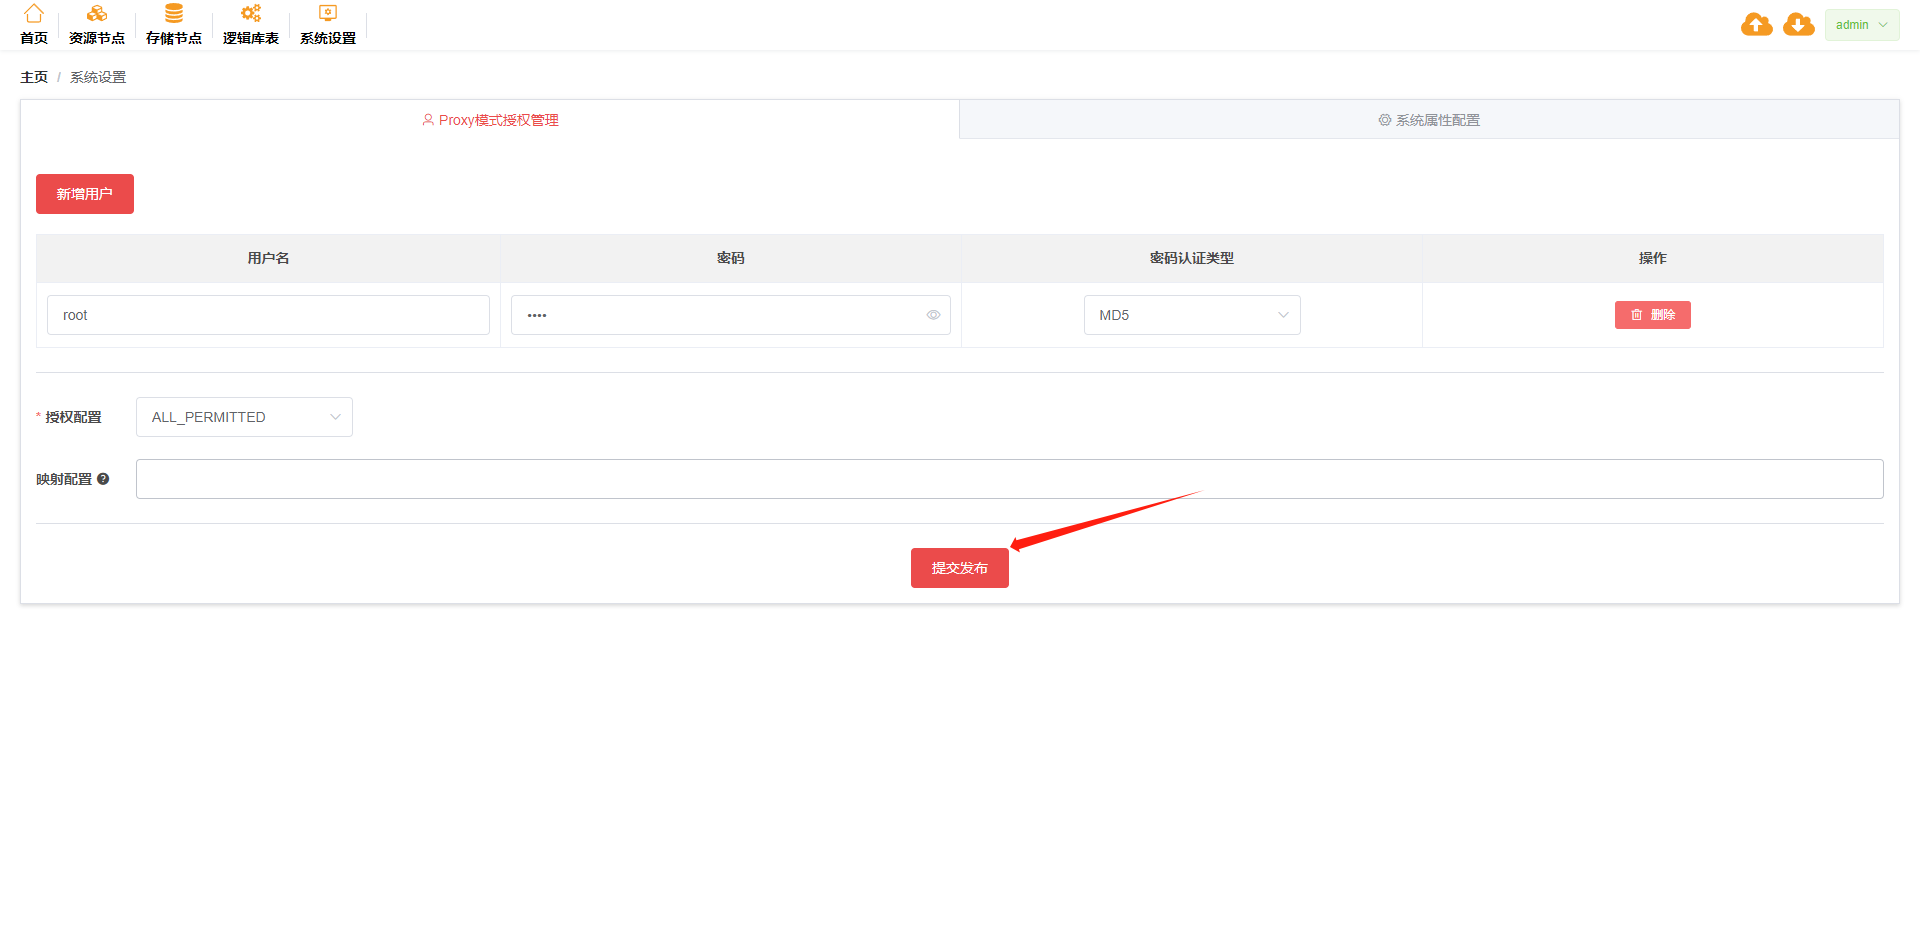 首页
资源节点
存储节点
逻辑库表
系统设置
admin
主页 / 系统设置
Proxy模式授权管理
系统属性配置
新增用户
用户名 密码 密码认证类型 操作
root •••• MD5 删除
* 授权配置 ALL_PERMITTED
映射配置
提交发布